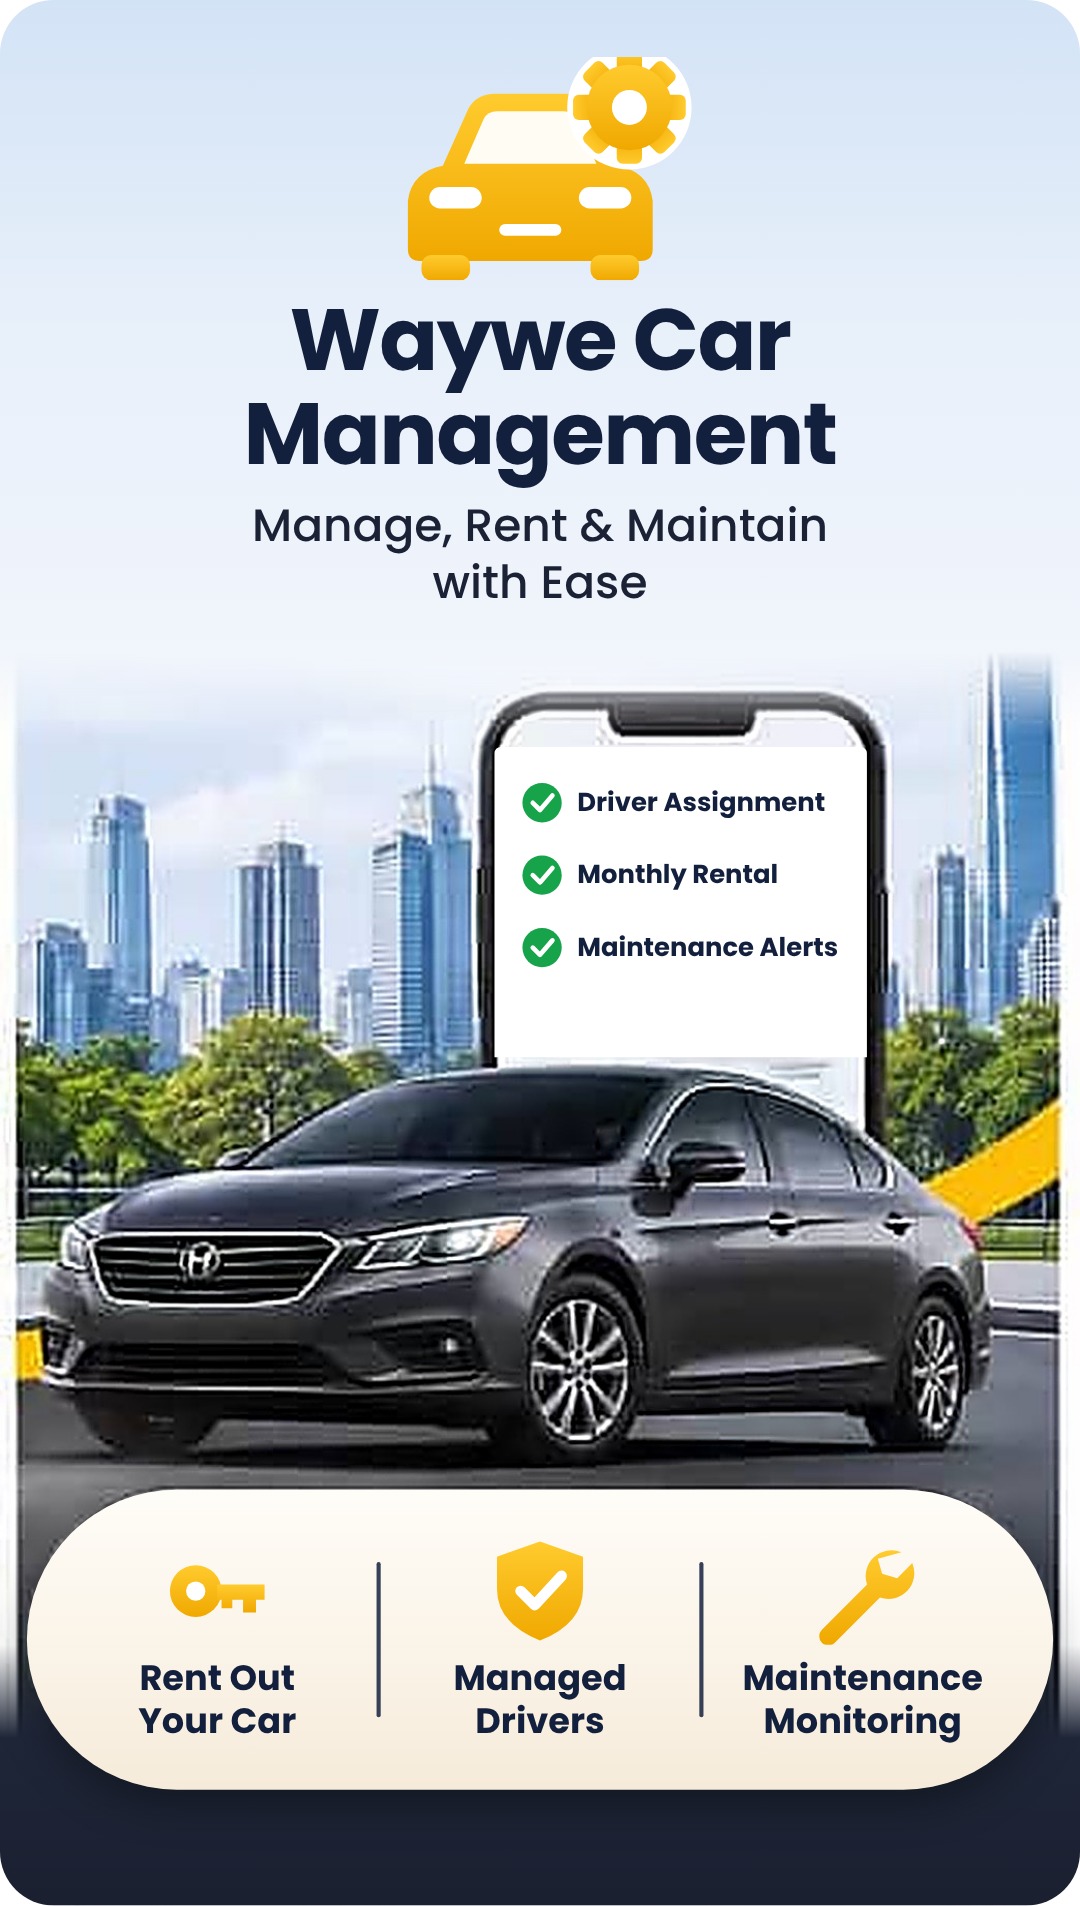 Waywe Car
Management
Manage, Rent & Maintain
with Ease
Driver Assignment
Monthly Rental
Maintenance Alerts
Rent Out
Your Car
Managed
Drivers
Maintenance
Monitoring